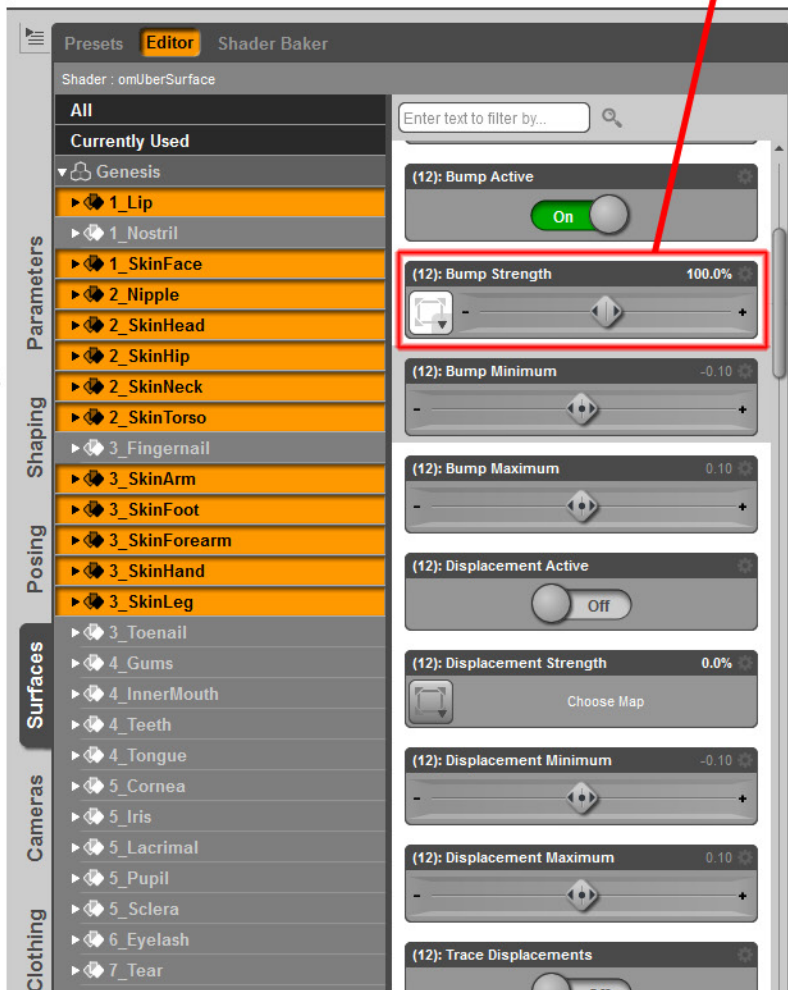 Presets Editor Shader Baker
Shader : omUberSurface
Parameters
Shaping
Posing
Surfaces
Cameras
Clothing
All
Currently Used
Genesis
1_Lip
1_Nostril
1_SkinFace
2_Nipple
2_SkinHead
2_SkinHip
2_SkinNeck
2_SkinTorso
3_Fingernail
3_SkinArm
3_SkinFoot
3_SkinForearm
3_SkinHand
3_SkinLeg
3_Toenail
4_Gums
4_InnerMouth
4_Teeth
4_Tongue
5_Cornea
5_Iris
5_Lacrimal
5_Pupil
5_Sclera
6_Eyelash
7_Tear
Enter text to filter by...
(12): Bump Active
On
(12): Bump Strength 100.0%
- +
(12): Bump Minimum -0.10
- +
(12): Bump Maximum 0.10
- +
(12): Displacement Active
Off
(12): Displacement Strength 0.0%
Choose Map
(12): Displacement Minimum -0.10
- +
(12): Displacement Maximum 0.10
- +
(12): Trace Displacements
Off